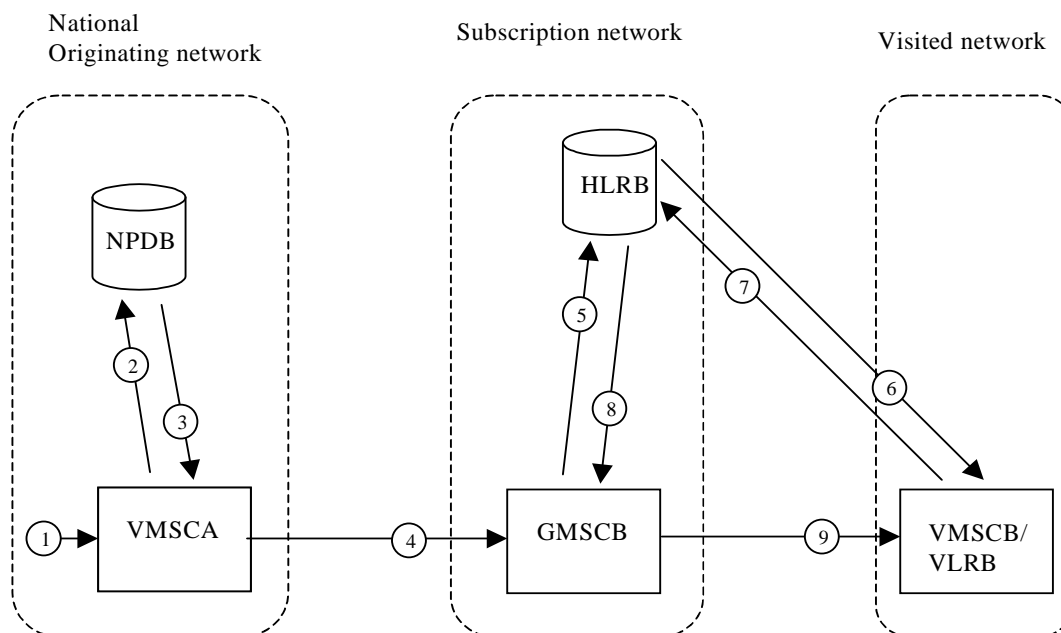 National
Originating network
Subscription network
Visited network
HLRB
NPDB
7
5
2
6
8
3
VMSCA
GMSCB
VMSCB/
VLRB
1
4
9